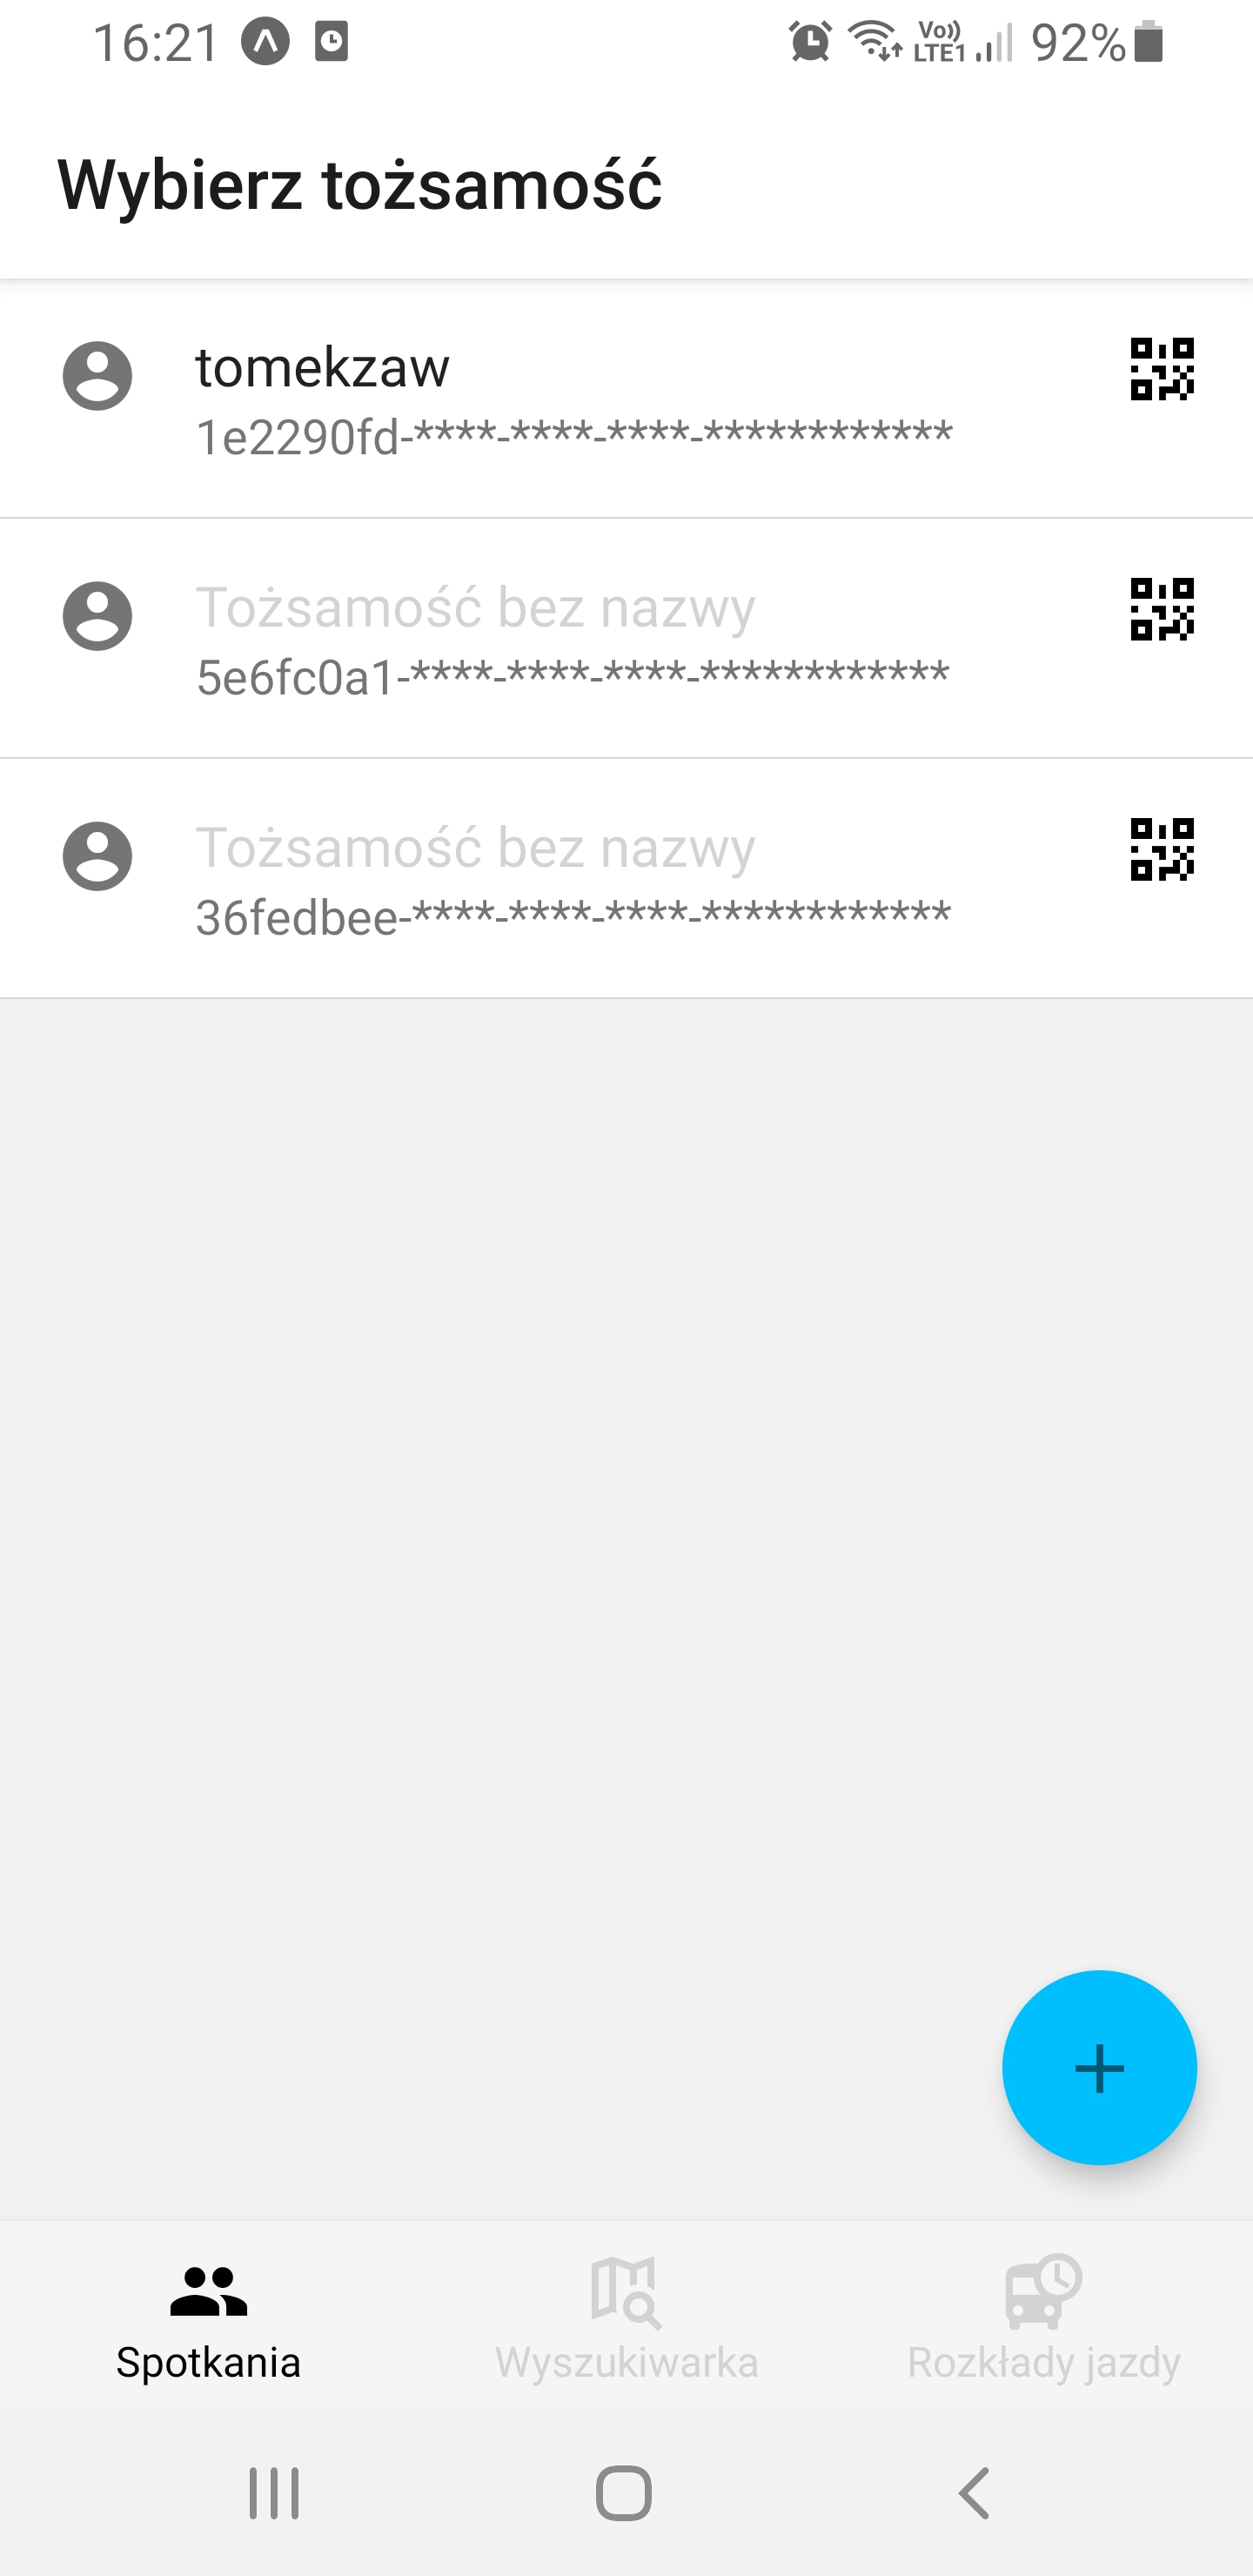 16:21 Vo)) LTE1 92%
Wybierz tożsamość
tomekzaw
1e2290fd-****-****-****-************
Tożsamość bez nazwy
5e6fc0a1-****-****-****-************
Tożsamość bez nazwy
36fedbee-****-****-****-************
Spotkania Wyszukiwarka Rozkłady jazdy